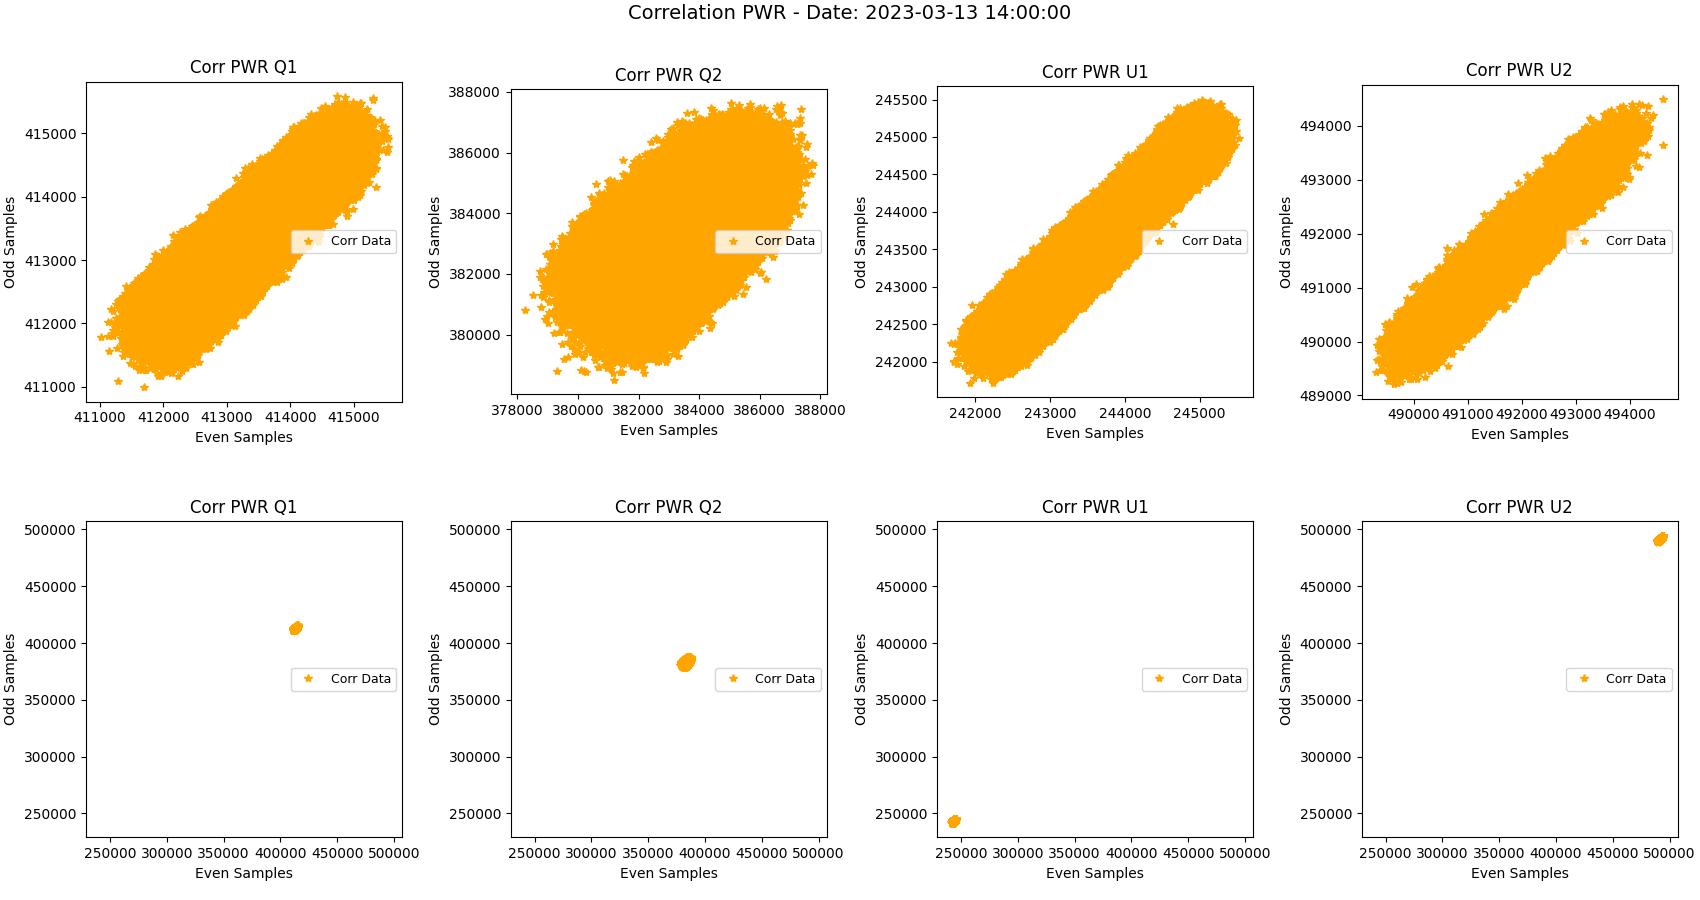 Correlation PWR - Date: 2023-03-13 14:00:00
Corr PWR Q1
Corr PWR Q2
Corr PWR U1
Corr PWR U2
Odd Samples
415000
414000
413000
412000
411000
Corr Data
411000 412000 413000 414000 415000
Even Samples
Odd Samples
388000
386000
384000
382000
380000
Corr Data
378000 380000 382000 384000 386000 388000
Even Samples
Odd Samples
245500
245000
244500
244000
243500
243000
242500
242000
Corr Data
242000 243000 244000 245000
Even Samples
Odd Samples
494000
493000
492000
491000
490000
489000
Corr Data
490000 491000 492000 493000 494000
Even Samples
Corr PWR Q1
Corr PWR Q2
Corr PWR U1
Corr PWR U2
Odd Samples
500000
450000
400000
350000
300000
250000
Corr Data
250000 300000 350000 400000 450000 500000
Even Samples
Odd Samples
500000
450000
400000
350000
300000
250000
Corr Data
250000 300000 350000 400000 450000 500000
Even Samples
Odd Samples
500000
450000
400000
350000
300000
250000
Corr Data
250000 300000 350000 400000 450000 500000
Even Samples
Odd Samples
500000
450000
400000
350000
300000
250000
Corr Data
250000 300000 350000 400000 450000 500000
Even Samples